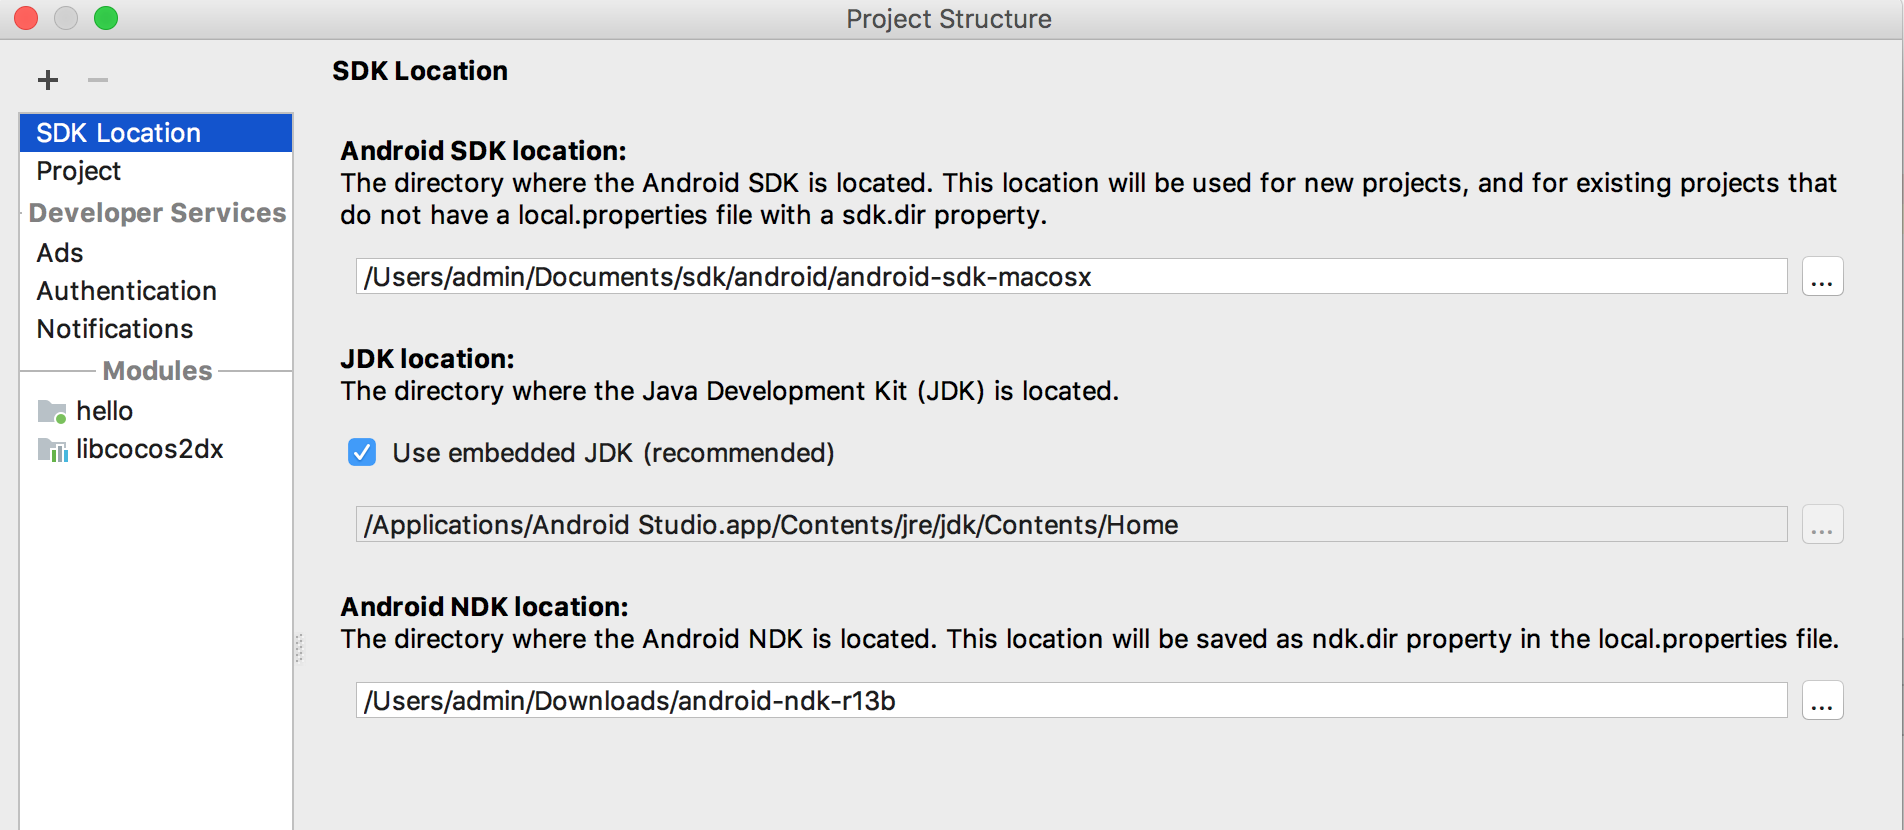 Project Structure
SDK Location
Project
Developer Services
Ads
Authentication
Notifications
Modules
hello
libcocos2dx
SDK Location
Android SDK location:
The directory where the Android SDK is located. This location will be used for new projects, and for existing projects that
do not have a local.properties file with a sdk.dir property.
/Users/admin/Documents/sdk/android/android-sdk-macosx
...
JDK location:
The directory where the Java Development Kit (JDK) is located.
Use embedded JDK (recommended)
/Applications/Android Studio.app/Contents/jre/jdk/Contents/Home
...
Android NDK location:
The directory where the Android NDK is located. This location will be saved as ndk.dir property in the local.properties file.
/Users/admin/Downloads/android-ndk-r13b
...